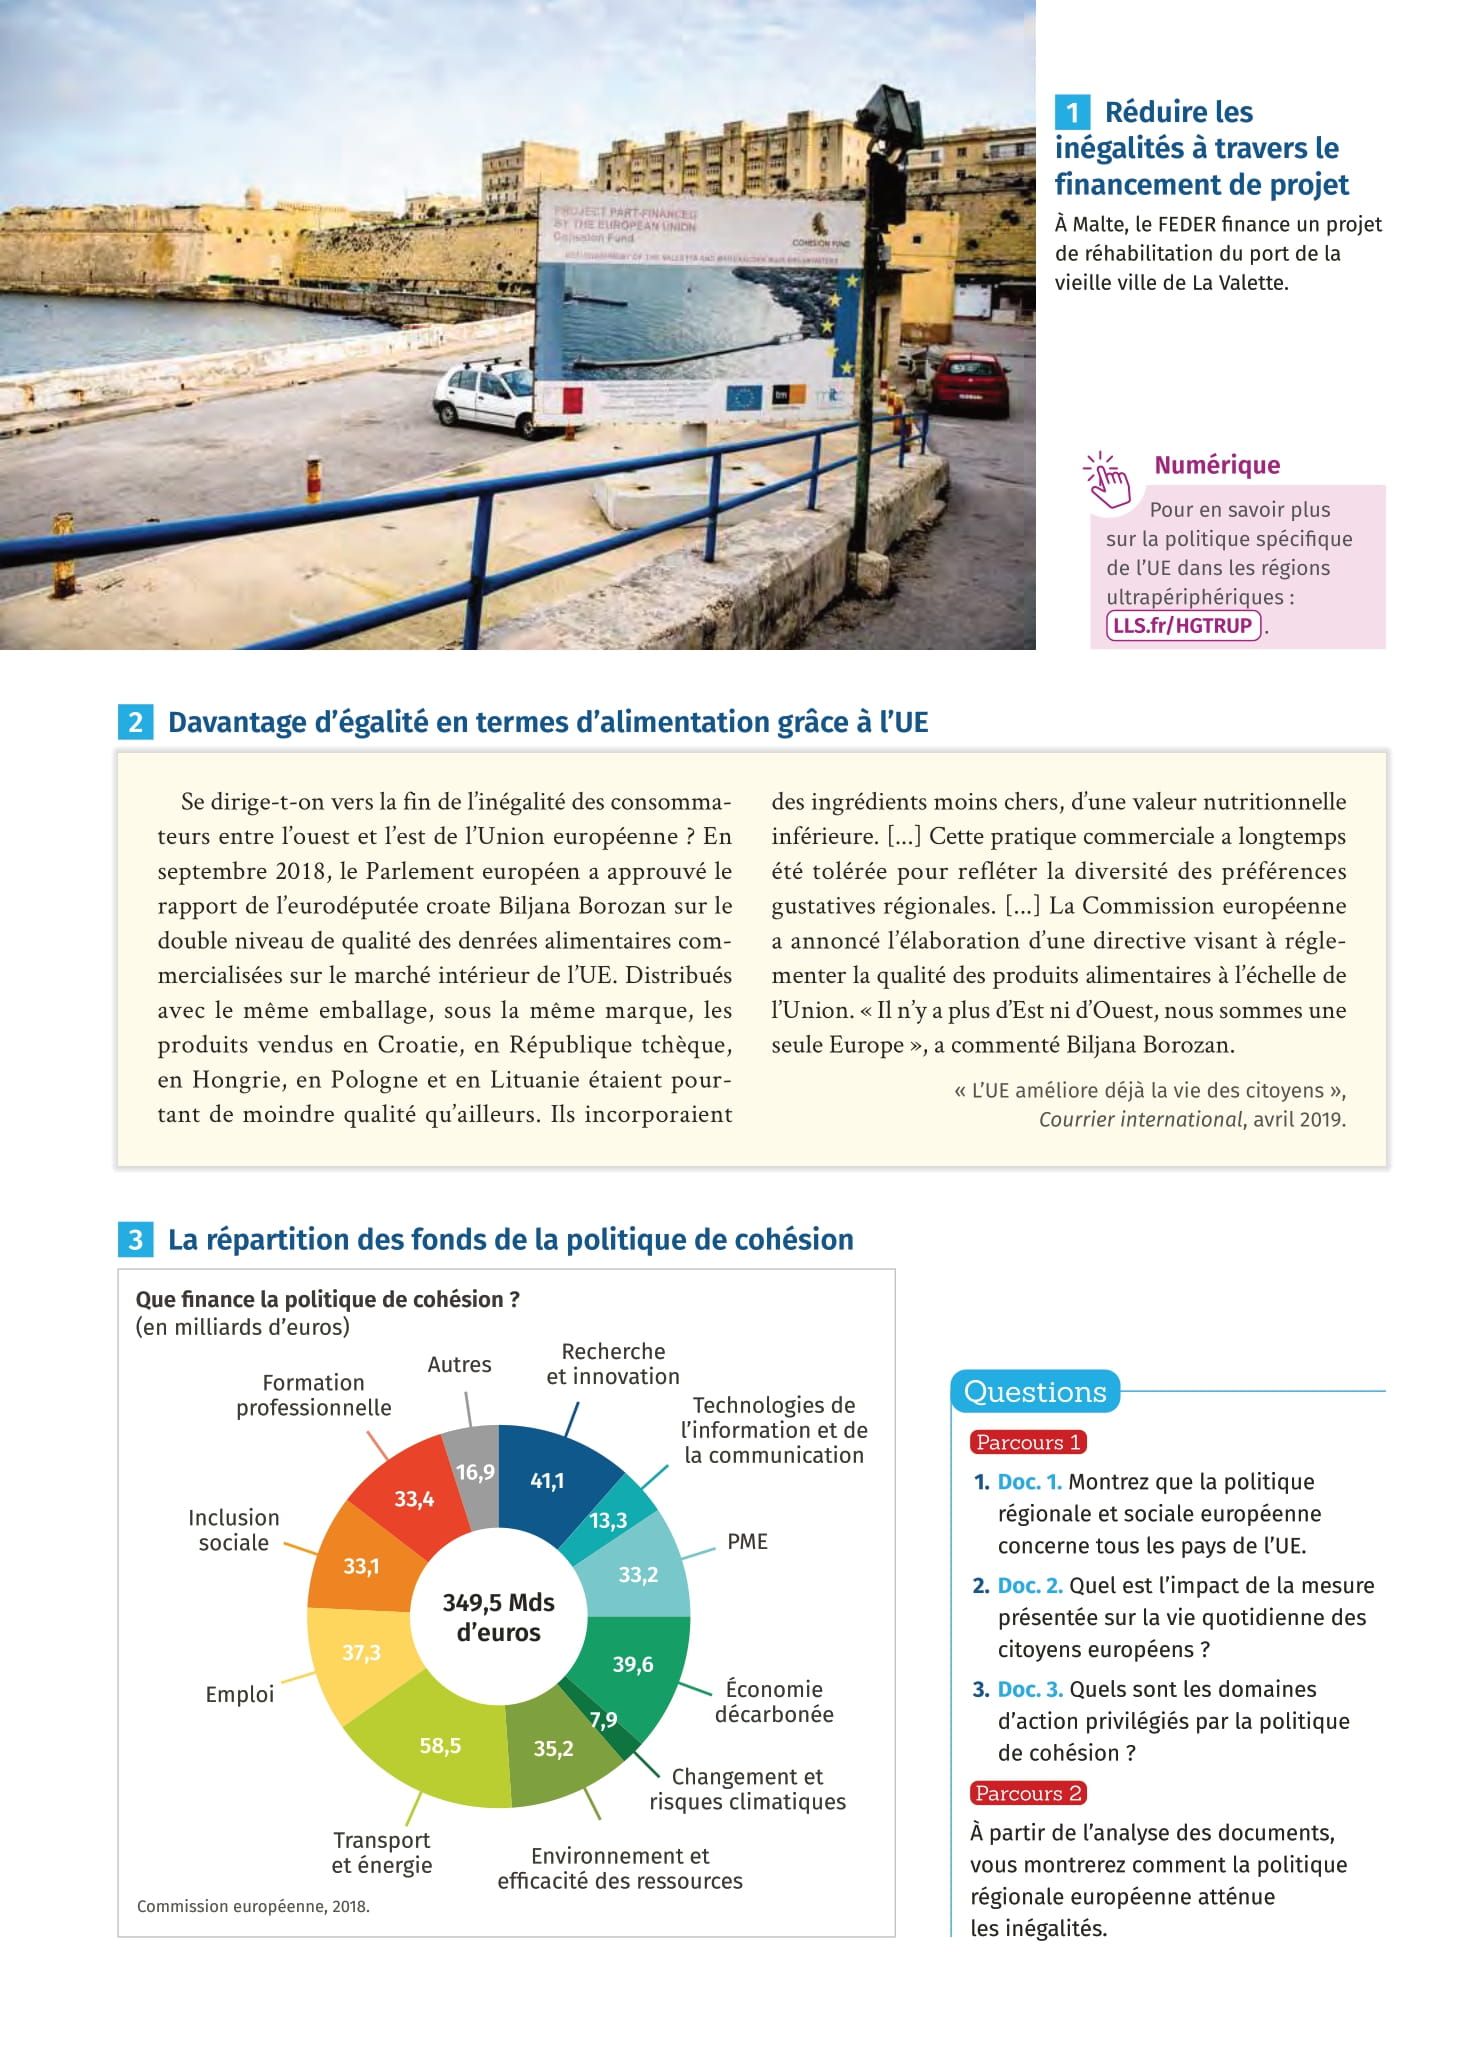 PROJECT PART-FINANCED
BY THE EUROPEAN UNION
Cohesion Fund
COHESION FUND
1 Réduire les
inégalités à travers le
financement de projet
À Malte, le FEDER finance un projet
de réhabilitation du port de la
vieille ville de La Valette.
Numérique
Pour en savoir plus
sur la politique spécifique
de l'UE dans les régions
ultrapériphériques :
LLS.fr/HGTRUP .
2 Davantage d'égalité en termes d'alimentation grâce à l'UE
Se dirige-t-on vers la fin de l'inégalité des consomma-
teurs entre l'ouest et l'est de l'Union européenne ? En
septembre 2018, le Parlement européen a approuvé le
rapport de l'eurodéputée croate Biljana Borozan sur le
double niveau de qualité des denrées alimentaires com-
mercialisées sur le marché intérieur de l'UE. Distribués
avec le même emballage, sous la même marque, les
produits vendus en Croatie, en République tchèque,
en Hongrie, en Pologne et en Lituanie étaient pour-
tant de moindre qualité qu'ailleurs. Ils incorporaient
des ingrédients moins chers, d'une valeur nutritionnelle
inférieure. [...] Cette pratique commerciale a longtemps
été tolérée pour refléter la diversité des préférences
gustatives régionales. [...] La Commission européenne
a annoncé l'élaboration d'une directive visant à régle-
menter la qualité des produits alimentaires à l'échelle de
l'Union. « Il n'y a plus d'Est ni d'Ouest, nous sommes une
seule Europe », a commenté Biljana Borozan.
« L'UE améliore déjà la vie des citoyens »,
Courrier international, avril 2019.
3 La répartition des fonds de la politique de cohésion
Que finance la politique de cohésion ?
(en milliards d'euros)
Recherche
et innovation
41,1
Technologies de
l'information et de
la communication
13,3
PME
33,2
Économie
décarbonée
39,6
Changement et
risques climatiques
7,9
Environnement et
efficacité des ressources
35,2
Transport
et énergie
58,5
Emploi
37,3
Inclusion
sociale
33,1
Formation
professionnelle
33,4
Autres
16,9
349,5 Mds
d'euros
Commission européenne, 2018.
Questions
Parcours 1
1. Doc. 1. Montrez que la politique
régionale et sociale européenne
concerne tous les pays de l'UE.
2. Doc. 2. Quel est l'impact de la mesure
présentée sur la vie quotidienne des
citoyens européens ?
3. Doc. 3. Quels sont les domaines
d'action privilégiés par la politique
de cohésion ?
Parcours 2
À partir de l'analyse des documents,
vous montrerez comment la politique
régionale européenne atténue
les inégalités.